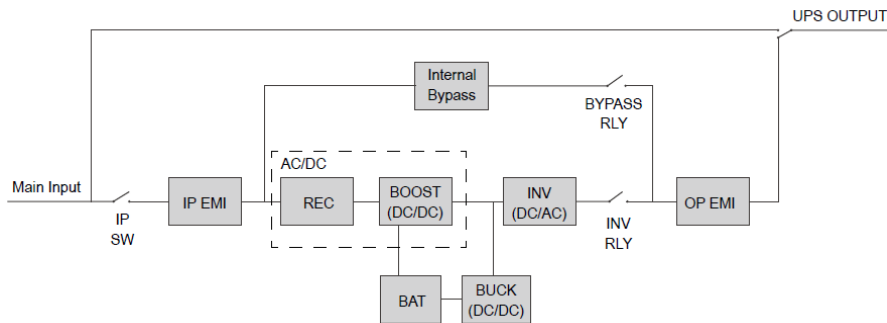 UPS OUTPUT
Internal
Bypass
BYPASS
RLY
AC/DC
Main Input
IP
SW
IP EMI
REC
BOOST
(DC/DC)
INV
(DC/AC)
INV
RLY
OP EMI
BAT
BUCK
(DC/DC)